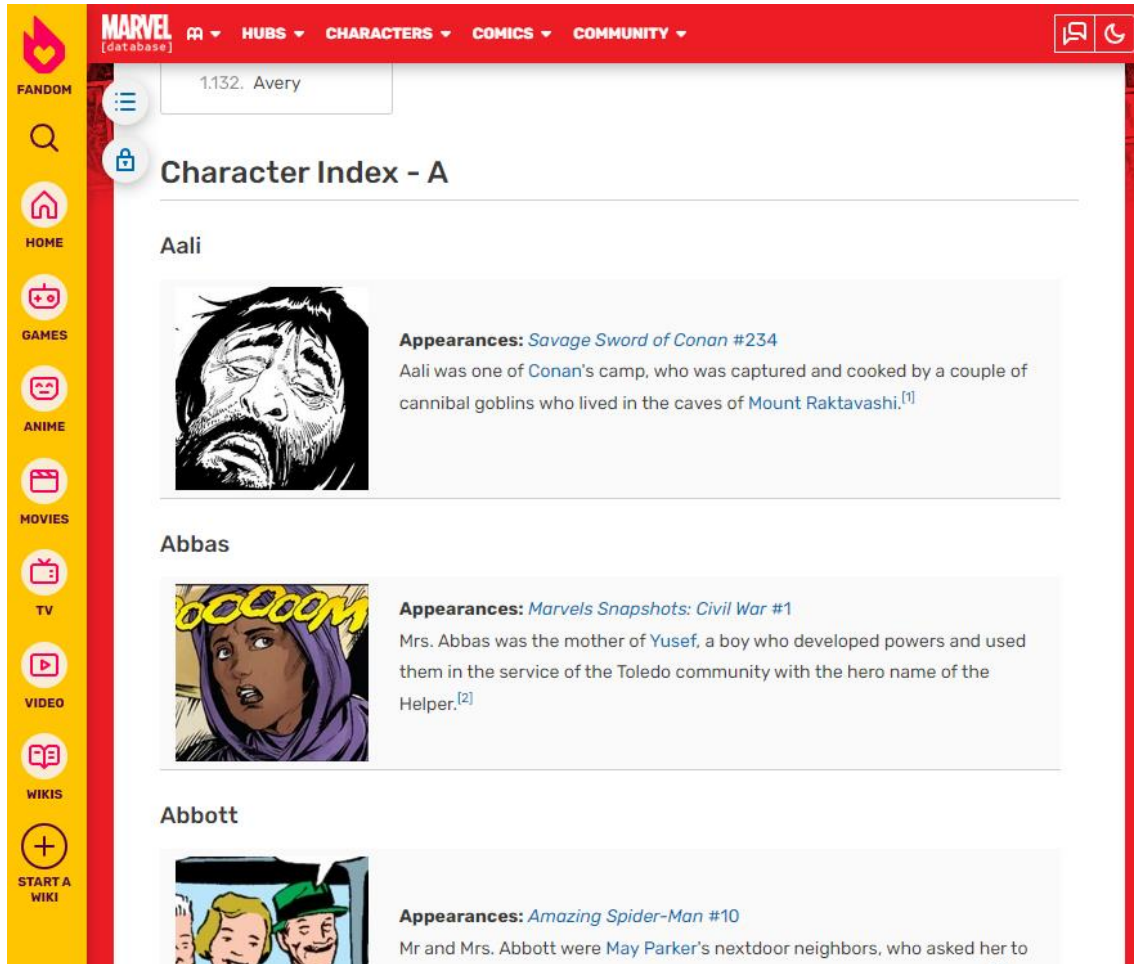 MARVEL
[database]
HUBS
CHARACTERS
COMICS
COMMUNITY
FANDOM
HOME
GAMES
ANIME
MOVIES
TV
VIDEO
WIKIS
START A
WIKI
1.132. Avery
Character Index - A
Aali
Appearances: Savage Sword of Conan #234
Aali was one of Conan's camp, who was captured and cooked by a couple of
cannibal goblins who lived in the caves of Mount Raktavashi.[1]
Abbas
OOOOOM
Appearances: Marvels Snapshots: Civil War #1
Mrs. Abbas was the mother of Yusef, a boy who developed powers and used
them in the service of the Toledo community with the hero name of the
Helper.[2]
Abbott
Appearances: Amazing Spider-Man #10
Mr and Mrs. Abbott were May Parker's nextdoor neighbors, who asked her to